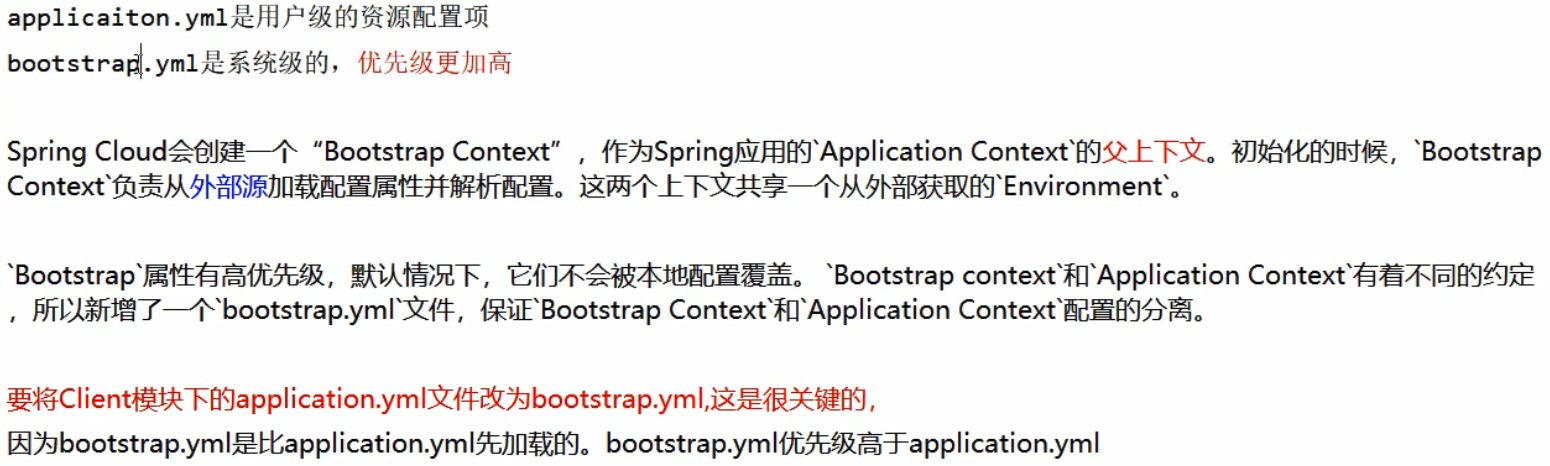 applicaiton.yml是用户级的资源配置项
bootstrap.yml是系统级的，优先级更加高
Spring Cloud会创建一个“Bootstrap Context”，作为Spring应用的`Application Context`的父上下文。初始化的时候，`Bootstrap
Context`负责从外部源加载配置属性并解析配置。这两个上下文共享一个从外部获取的`Environment`。
`Bootstrap`属性有高优先级，默认情况下，它们不会被本地配置覆盖。 `Bootstrap context`和`Application Context`有着不同的约定
，所以新增了一个`bootstrap.yml`文件，保证`Bootstrap Context`和`Application Context`配置的分离。
要将Client模块下的application.yml文件改为bootstrap.yml,这是很关键的，
因为bootstrap.yml是比application.yml先加载的。bootstrap.yml优先级高于application.yml